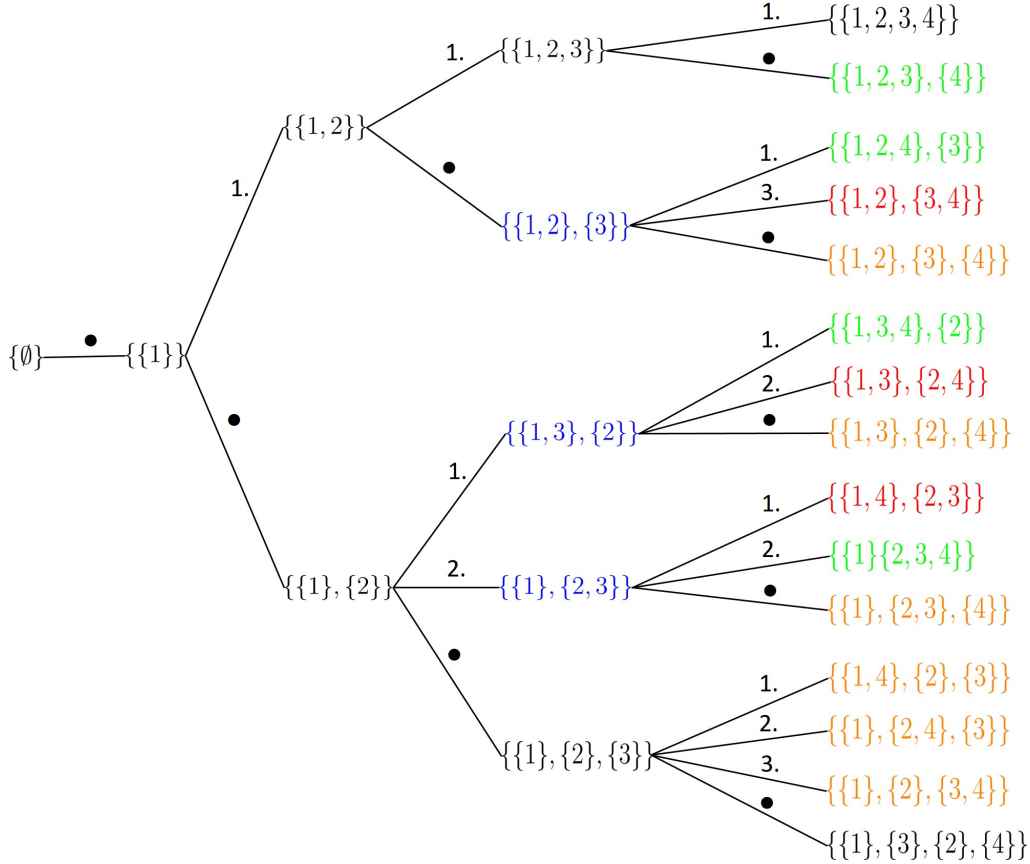 1.
{{1, 2, 3, 4}}
1.
{{1, 2, 3}}
{{1, 2, 3}, {4}}
{{1, 2}}
1.
{{1, 2, 4}, {3}}
1.
3.
{{1, 2}, {3, 4}}
{{1, 2}, {3}}
{{1, 2}, {3}, {4}}
{∅}
{{1}}
1.
{{1, 3, 4}, {2}}
2.
{{1, 3}, {2, 4}}
{{1, 3}, {2}}
{{1, 3}, {2}, {4}}
1.
1.
{{1, 4}, {2, 3}}
{{1}, {2}}
2.
{{1}, {2, 3}}
2.
{{1}{2, 3, 4}}
{{1}, {2, 3}, {4}}
1.
{{1, 4}, {2}, {3}}
2.
{{1}, {2, 4}, {3}}
{{1}, {2}, {3}}
3.
{{1}, {2}, {3, 4}}
{{1}, {3}, {2}, {4}}